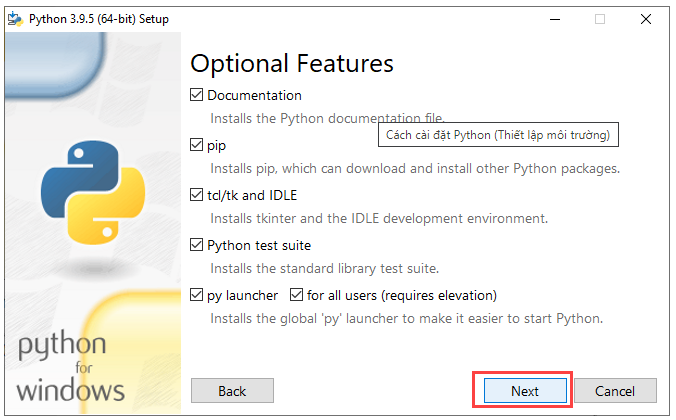 Python 3.9.5 (64-bit) Setup
Optional Features
Documentation
Installs the Python documentation file.
Cách cài đặt Python (Thiết lập môi trường)
pip
Installs pip, which can download and install other Python packages.
tcl/tk and IDLE
Installs tkinter and the IDLE development environment.
Python test suite
Installs the standard library test suite.
py launcher for all users (requires elevation)
Installs the global 'py' launcher to make it easier to start Python.
python
for
windows
Back Next Cancel